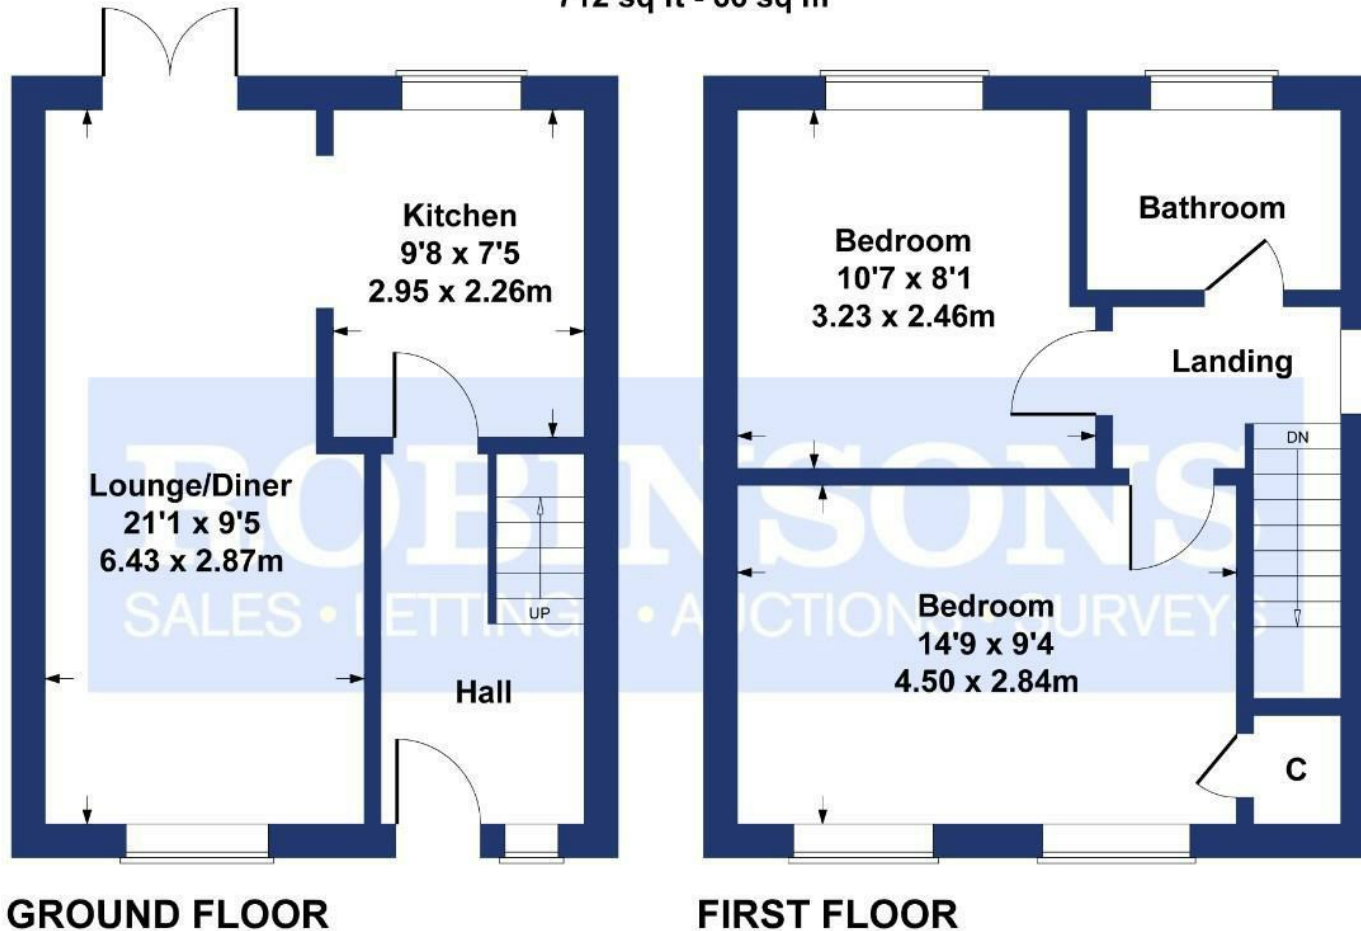 Kitchen
9'8 x 7'5
2.95 x 2.26m
Lounge/Diner
21'1 x 9'5
6.43 x 2.87m
UP
Hall
GROUND FLOOR
Bedroom
10'7 x 8'1
3.23 x 2.46m
Bathroom
Landing
DN
Bedroom
14'9 x 9'4
4.50 x 2.84m
C
FIRST FLOOR
ROBINSONS
SALES • LETTINGS • AUCTIONS • SURVEYS